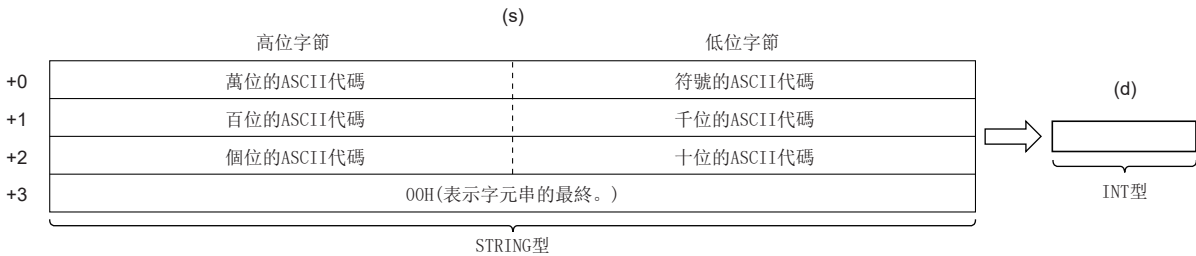 (s)
高位字節 低位字節
+0 萬位的ASCII代碼 符號的ASCII代碼
(d)
+1 百位的ASCII代碼 千位的ASCII代碼
+2 個位的ASCII代碼 十位的ASCII代碼
+3 00H(表示字元串的最終。)
INT型
STRING型